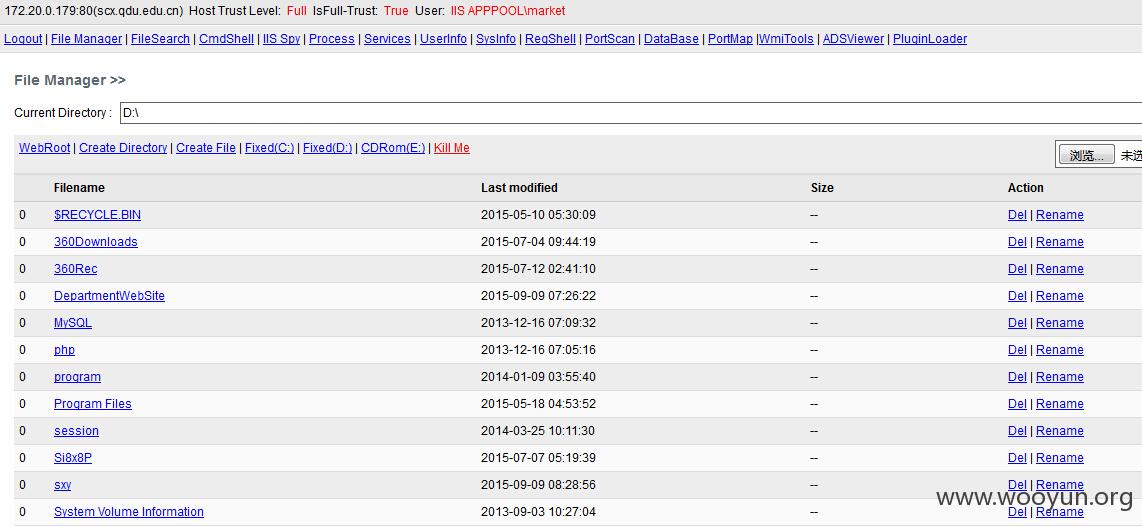 172.20.0.179:80(scx.qdu.edu.cn) Host Trust Level: Full IsFull-Trust: True User: IIS APPPOOL\market
Logout | File Manager | FileSearch | CmdShell | IIS Spy | Process | Services | UserInfo | SysInfo | RegShell | PortScan | DataBase | PortMap |WmiTools | ADSViewer | PluginLoader
File Manager >>
Current Directory : D:\
WebRoot | Create Directory | Create File | Fixed(C:) | Fixed(D:) | CDRom(E:) | Kill Me 浏览... 未选
Filename Last modified Size Action
0 $RECYCLE.BIN 2015-05-10 05:30:09 -- Del | Rename
0 360Downloads 2015-07-04 09:44:19 -- Del | Rename
0 360Rec 2015-07-12 02:41:10 -- Del | Rename
0 DepartmentWebSite 2015-09-09 07:26:22 -- Del | Rename
0 MySQL 2013-12-16 07:09:32 -- Del | Rename
0 php 2013-12-16 07:05:16 -- Del | Rename
0 program 2014-01-09 03:55:40 -- Del | Rename
0 Program Files 2015-05-18 04:53:52 -- Del | Rename
0 session 2014-03-25 10:11:30 -- Del | Rename
0 Si8x8P 2015-07-07 05:19:39 -- Del | Rename
0 sxy 2015-09-09 08:28:56 -- Del | Rename
www.wooyun.org
0 System Volume Information 2013-09-03 10:27:04 -- Del | Rename